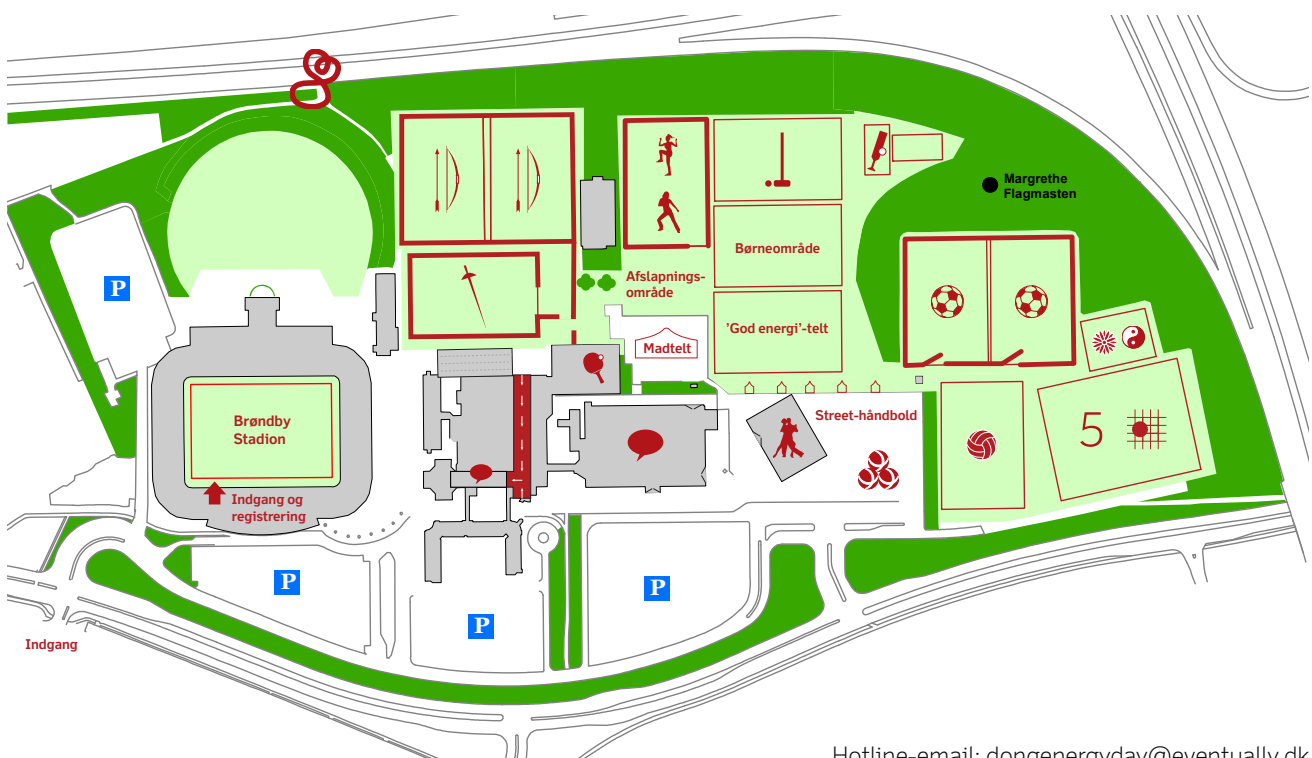 Margrethe
Flagmasten
Børneområde
Afslapnings-
område
'God energi'-telt
Madtelt
P
Brøndby
Stadion
Street-håndbold
5
Indgang og
registrering
P
P
P
Indgang
Hotline-email: dongenergyday@eventually.dk